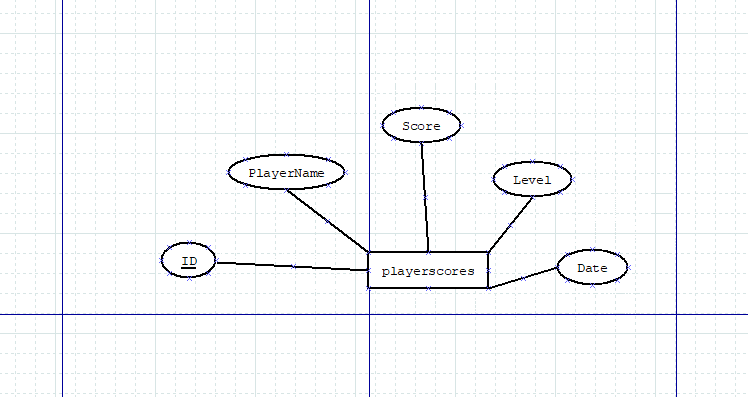 Score
PlayerName
Level
ID
playerscores
Date